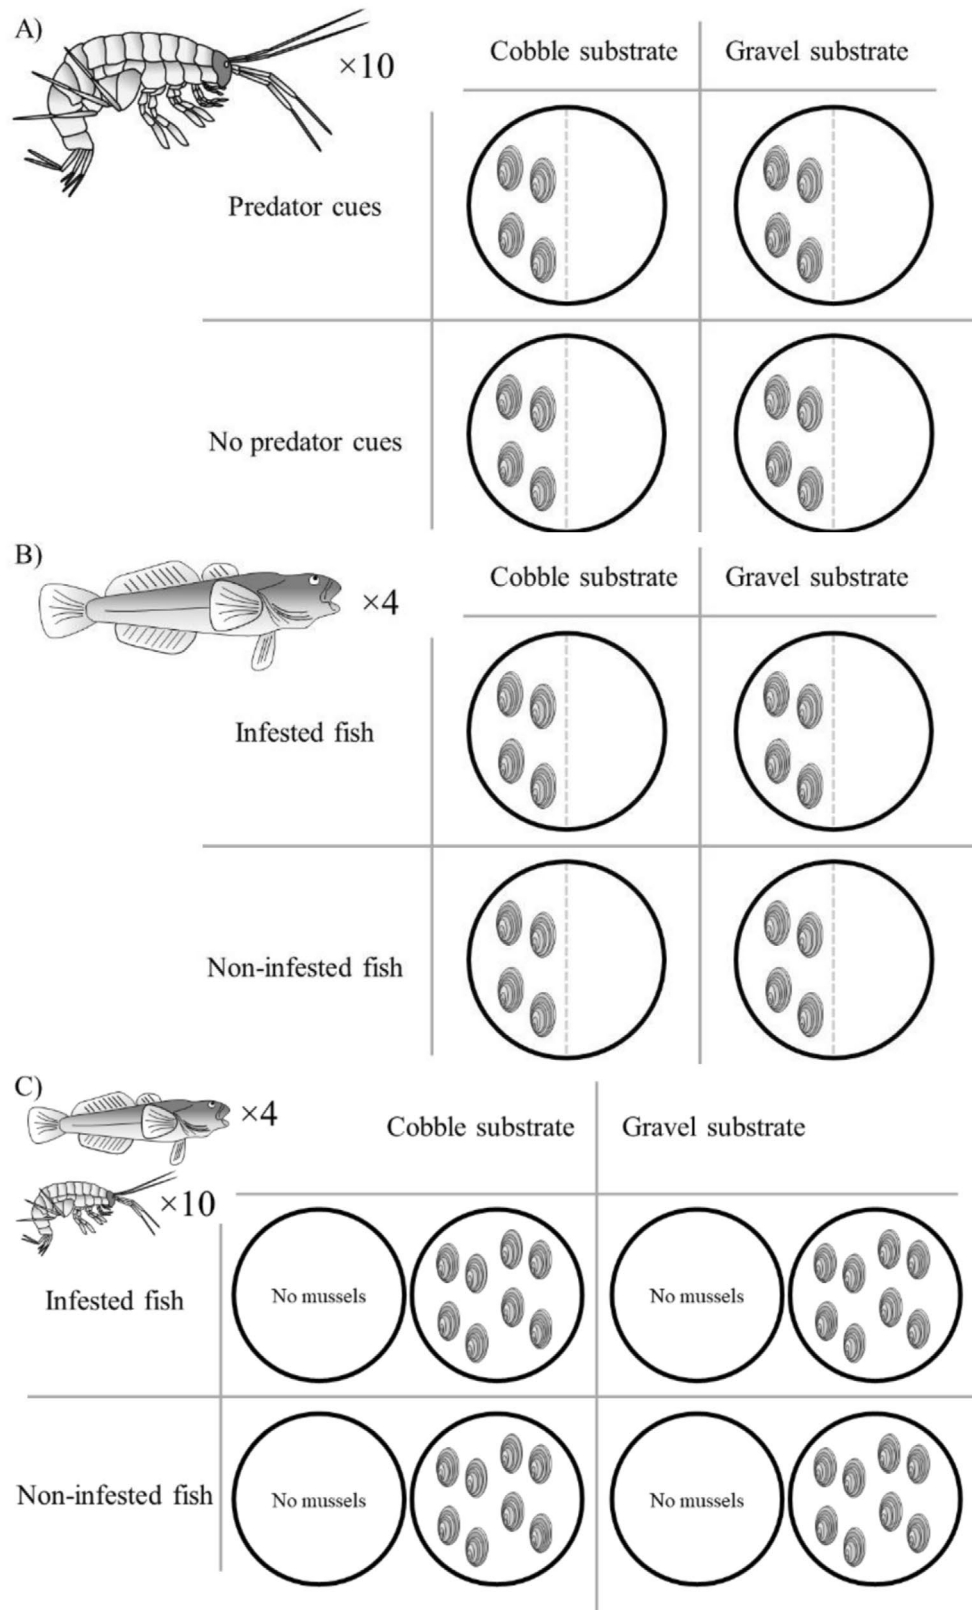 A)
×10
Cobble substrate
Gravel substrate
Predator cues
No predator cues
B)
×4
Cobble substrate
Gravel substrate
Infested fish
Non-infested fish
C)
×4
Cobble substrate
Gravel substrate
×10
Infested fish
No mussels
No mussels
Non-infested fish
No mussels
No mussels